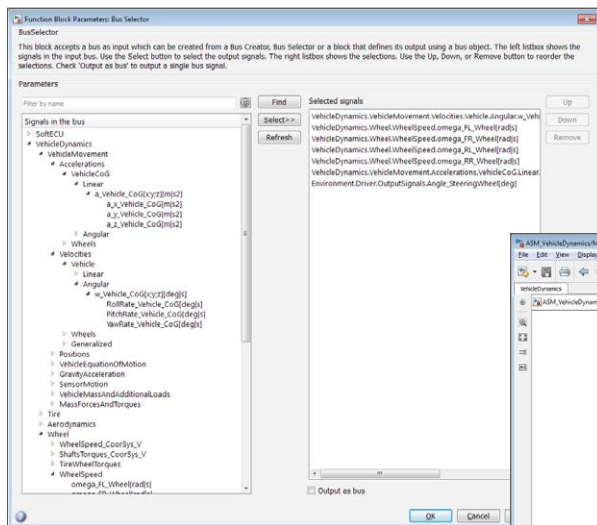 Function Block Parameters: Bus Selector
BusSelector
This block accepts a bus as input which can be created from a Bus Creator, Bus Selector or a block that defines its output using a bus object. The left listbox shows the
signals in the input bus. Use the Select button to select the output signals. The right listbox shows the selections. Use the Up, Down, or Remove button to reorder the
selections. Check 'Output as bus' to output a single bus signal.
Parameters
Filter by name
Find
Selected signals
Up
Signals in the bus
Select>>
Down
Refresh
Remove
SoftECU
VehicleDynamics
VehicleMovement
Accelerations
VehicleCoG
Linear
a_Vehicle_CoG[x;y;z][m|s2]
a_x_Vehicle_CoG[m|s2]
a_y_Vehicle_CoG[m|s2]
a_z_Vehicle_CoG[m|s2]
Angular
Wheels
Velocities
Vehicle
Linear
Angular
w_Vehicle_CoG[x;y;z][deg|s]
RollRate_Vehicle_CoG[deg|s]
PitchRate_Vehicle_CoG[deg|s]
YawRate_Vehicle_CoG[deg|s]
Wheels
Generalized
Positions
VehicleEquationOfMotion
GravityAcceleration
SensorMotion
VehicleMassAndAdditionalLoads
MassForcesAndTorques
Tire
Aerodynamics
Wheel
WheelSpeed_CoorSys_V
ShaftsTorques_CoorSys_V
TireWheelTorques
WheelSpeed
omega_FL_Wheel[rad|s]
omega_FR_Wheel[rad|s]
VehicleDynamics.VehicleMovement.Velocities.Vehicle.Angular.w_Vehi
VehicleDynamics.Wheel.WheelSpeed.omega_FL_Wheel[rad|s]
VehicleDynamics.Wheel.WheelSpeed.omega_FR_Wheel[rad|s]
VehicleDynamics.Wheel.WheelSpeed.omega_RL_Wheel[rad|s]
VehicleDynamics.Wheel.WheelSpeed.omega_RR_Wheel[rad|s]
VehicleDynamics.VehicleMovement.Accelerations.VehicleCoG.Linear.
Environment.Driver.OutputSignals.Angle_SteeringWheel[deg]
Output as bus
OK
Cancel
ASM_VehicleDynamics/M
File Edit View Display
VehicleDynamics
ASM_VehicleDynam